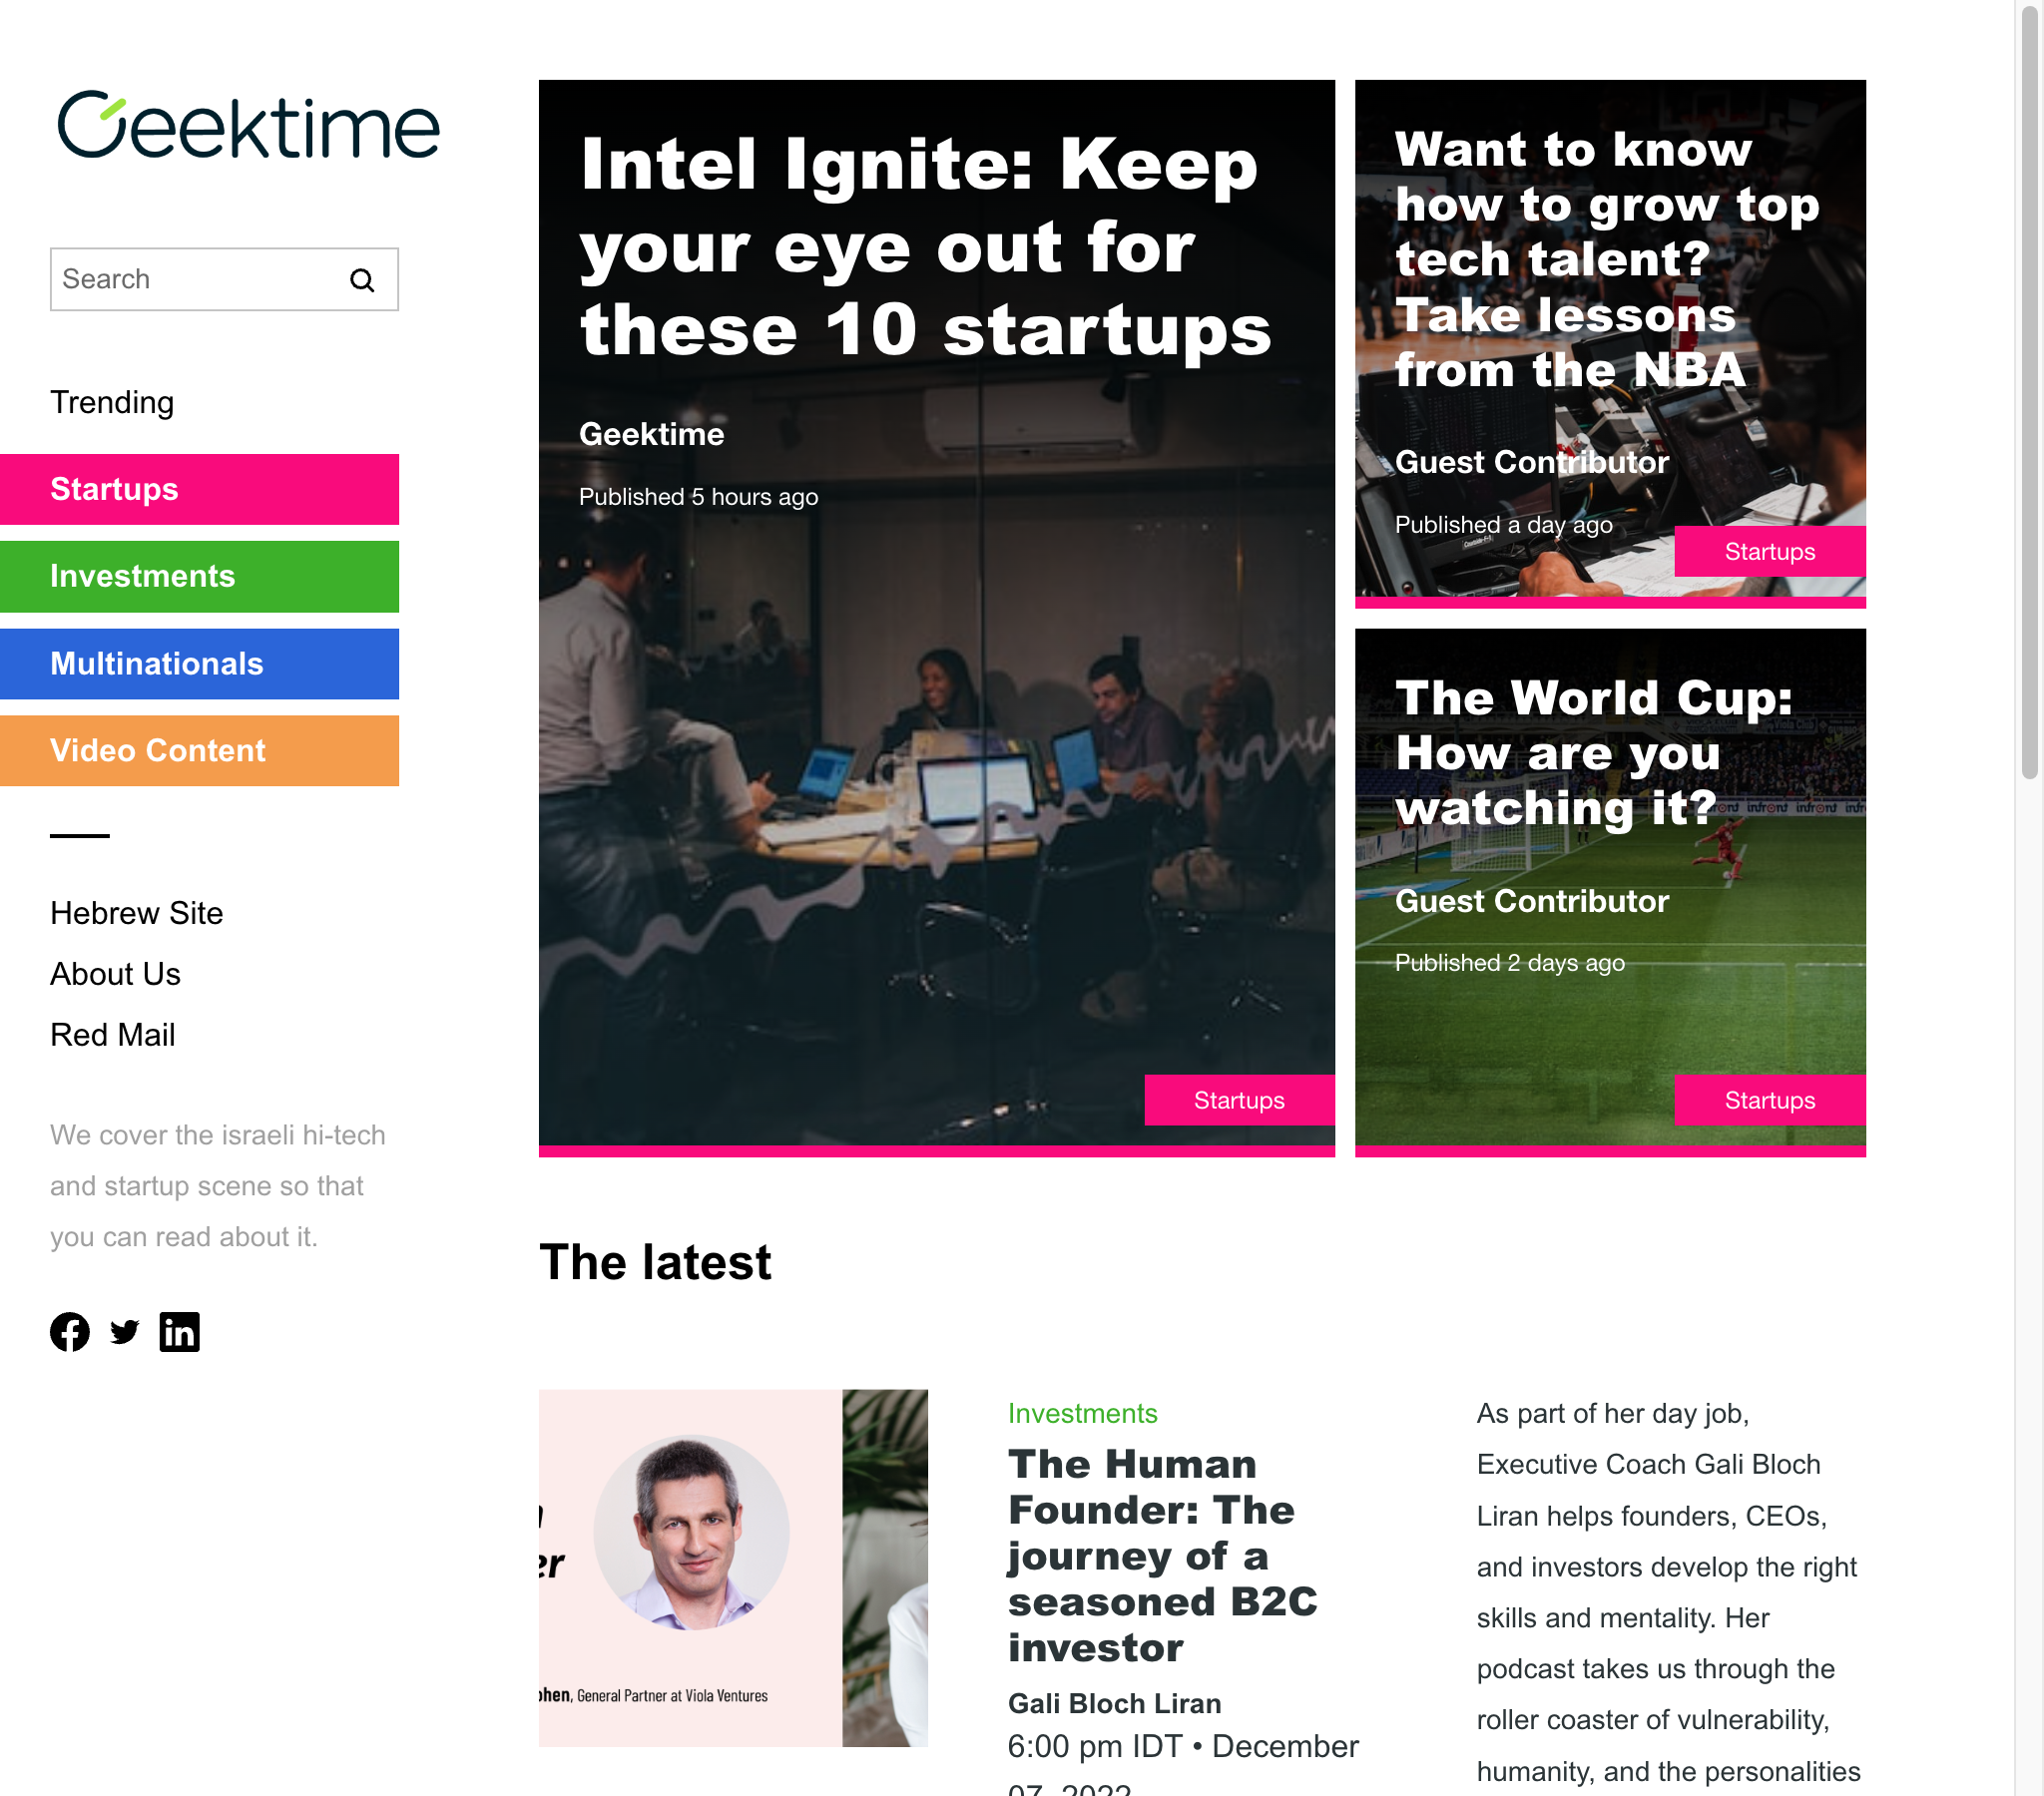 Geektime
Search
Trending
Startups
Investments
Multinationals
Video Content
Hebrew Site
About Us
Red Mail
We cover the israeli hi-tech
and startup scene so that
you can read about it.
Intel Ignite: Keep
your eye out for
these 10 startups
Geektime
Published 5 hours ago
Startups
Want to know
how to grow top
tech talent?
Take lessons
from the NBA
Guest Contributor
Published a day ago
Startups
The World Cup:
How are you
watching it?
infront infront
Guest Contributor
Published 2 days ago
Startups
The latest
General Partner at Viola Ventures
Investments
The Human
Founder: The
journey of a
seasoned B2C
investor
Gali Bloch Liran
6:00 pm IDT • December
07, 2022
As part of her day job,
Executive Coach Gali Bloch
Liran helps founders, CEOs,
and investors develop the right
skills and mentality. Her
podcast takes us through the
roller coaster of vulnerability,
humanity, and the personalities